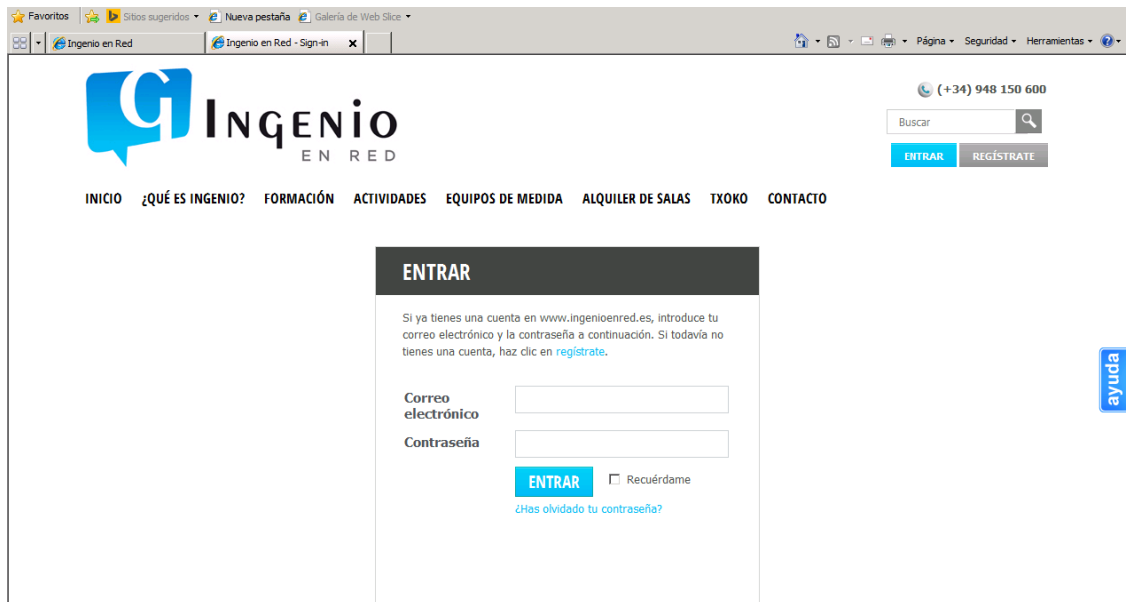 Favoritos Sitios sugeridos Nueva pestaña Galería de Web Slice
Ingenio en Red Ingenio en Red - Sign-in x Página Seguridad Herramientas
(+34) 948 150 600
INGENIO
EN RED
Buscar
ENTRAR REGÍSTRATE
INICIO ¿QUÉ ES INGENIO? FORMACIÓN ACTIVIDADES EQUIPOS DE MEDIDA ALQUILER DE SALAS TXOKO CONTACTO
ENTRAR
Si ya tienes una cuenta en www.ingenioenred.es, introduce tu
correo electrónico y la contraseña a continuación. Si todavía no
tienes una cuenta, haz clic en regístrate.
ayuda
Correo
electrónico
Contraseña
ENTRAR Recuérdame
¿Has olvidado tu contraseña?